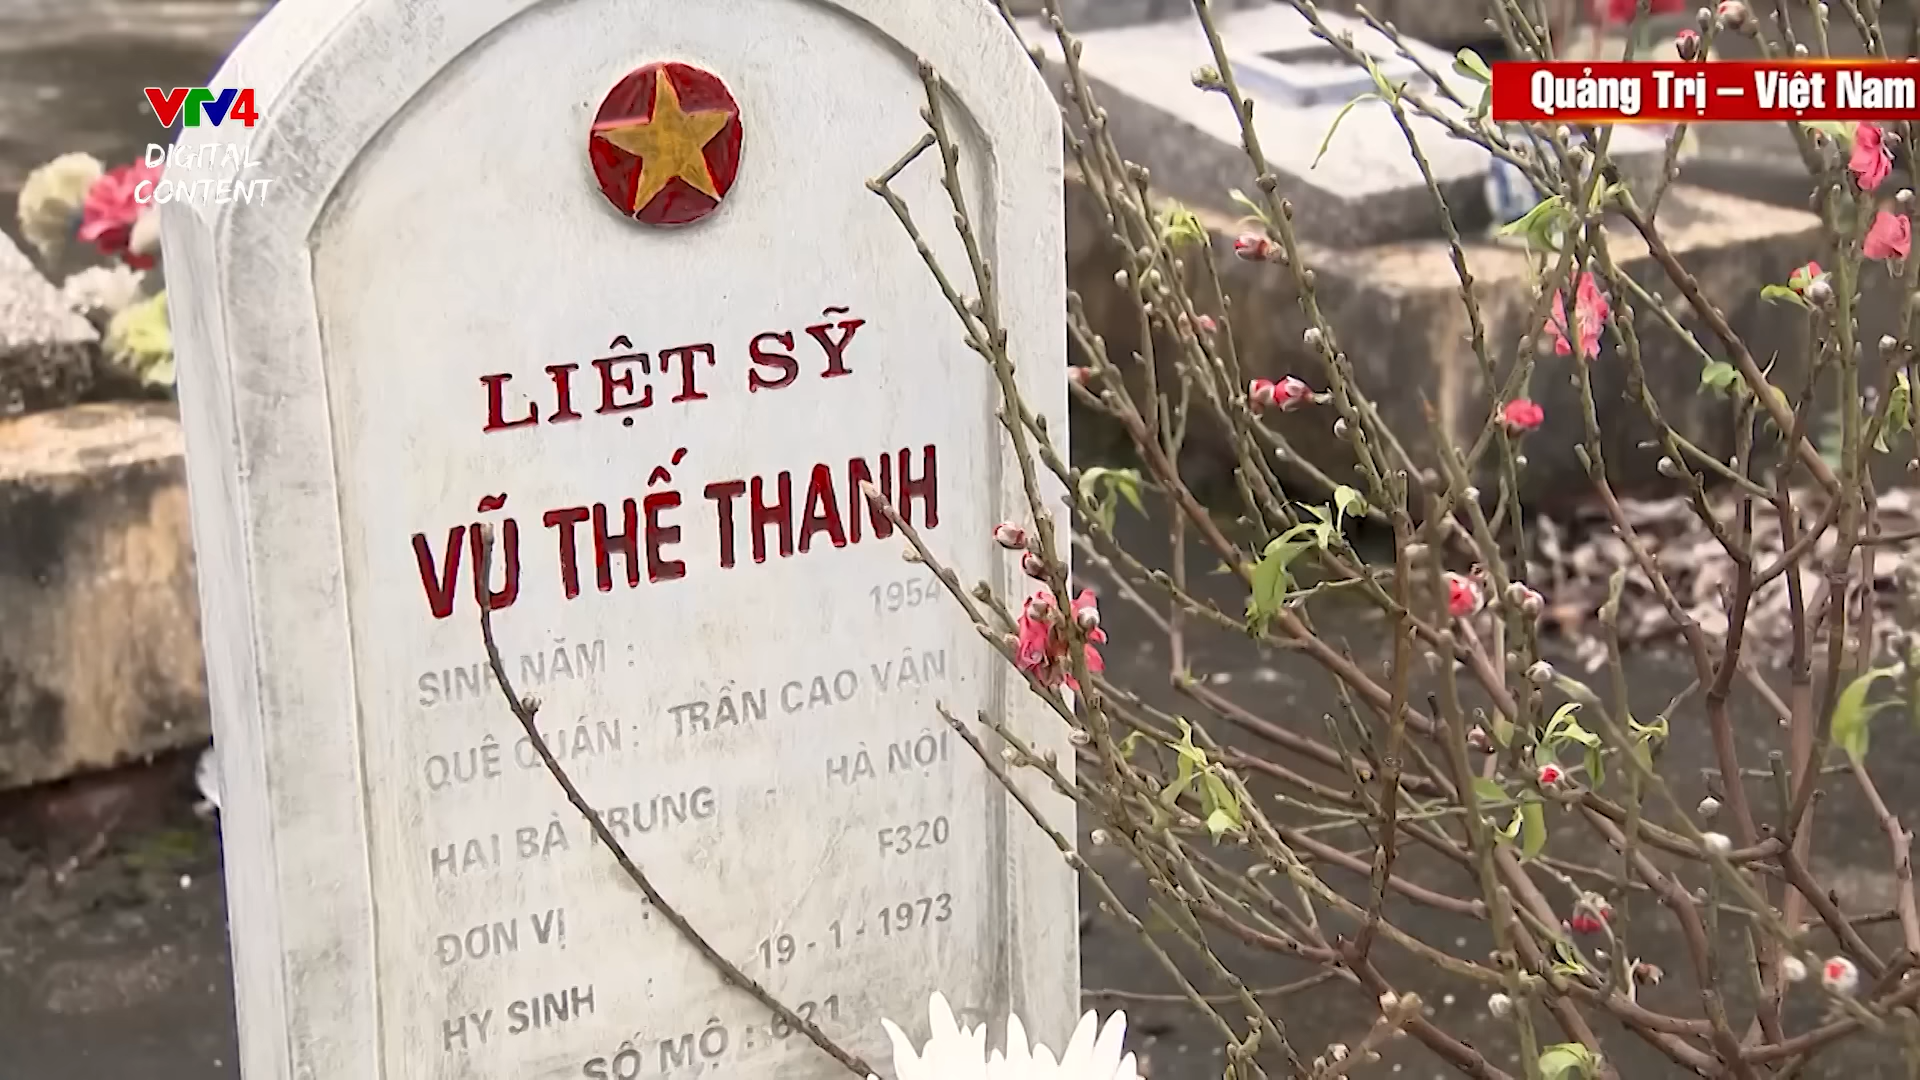 VTV4
DIGITAL
CONTENT
Quảng Trị – Việt Nam
LIỆT SỸ
VŨ THẾ THANH
SINH NĂM : 1954
QUÊ QUÁN : TRẦN CAO VÂN
HAI BÀ TRƯNG - HÀ NỘI
ĐƠN VỊ : F320
HY SINH : 19 - 1 - 1973
SỐ MỘ : 621